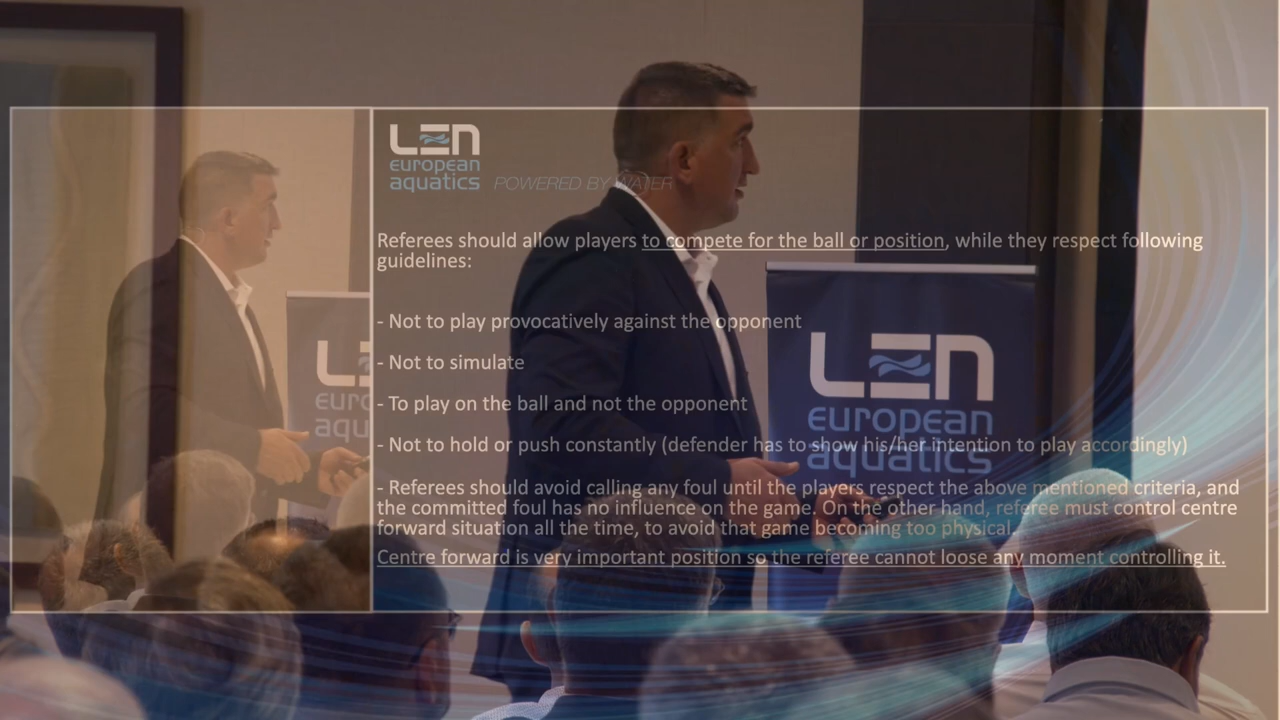 LEN
european
aquatics POWERED BY WATER
Referees should allow players to compete for the ball or position, while they respect following
guidelines:
- Not to play provocatively against the opponent
- Not to simulate
- To play on the ball and not the opponent
- Not to hold or push constantly (defender has to show his/her intention to play accordingly)
- Referees should avoid calling any foul until the players respect the above mentioned criteria, and
the committed foul has no influence on the game. On the other hand, referee must control centre
forward situation all the time, to avoid that game becoming too physical.
Centre forward is very important position so the referee cannot loose any moment controlling it.
LEN
european
aquatics
LE
euro
aqu